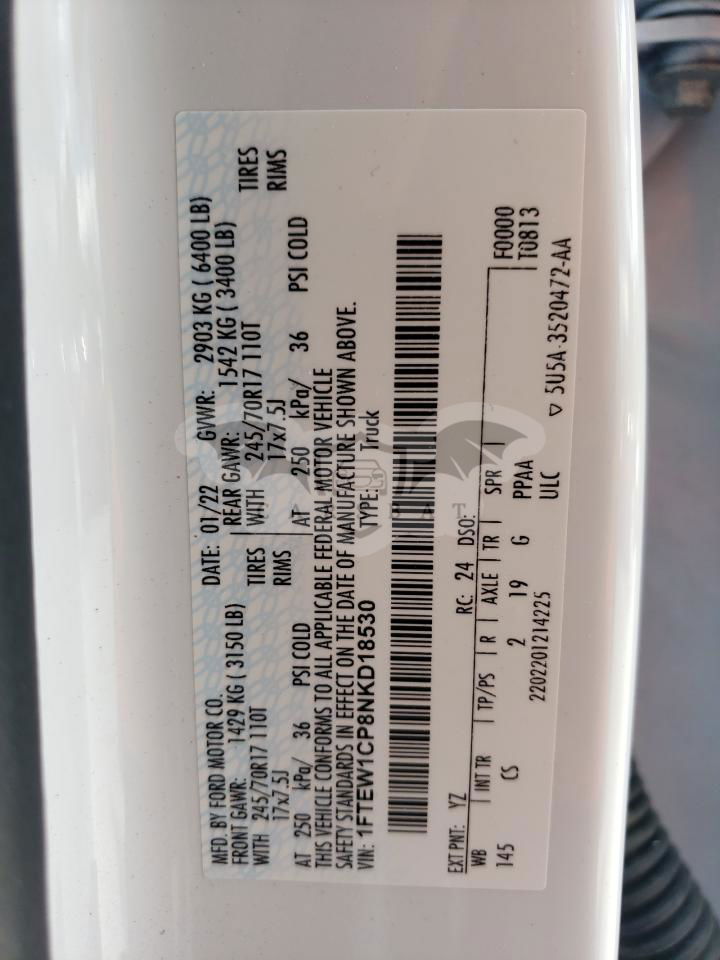 MFD. BY FORD MOTOR CO.
DATE: 01/22 GVWR: 2903 KG ( 6400 LB)
FRONT GAWR: 1429 KG ( 3150 LB)
REAR GAWR: 1542 KG ( 3400 LB)
WITH 245/70R17 110T TIRES
WITH 245/70R17 110T TIRES
17x7.5J RIMS
17x7.5J RIMS
AT 250 kPa/ 36 PSI COLD
AT 250 kPa/ 36 PSI COLD
THIS VEHICLE CONFORMS TO ALL APPLICABLE FEDERAL MOTOR VEHICLE
SAFETY STANDARDS IN EFFECT ON THE DATE OF MANUFACTURE SHOWN ABOVE.
VIN: 1FTEW1CP8NKD18530 TYPE: Truck
EXT PNT: YZ RC: 24 DSO: F0000
WB INT TR TP/PS R AXLE TR SPR T0813
145 CS 2 19 G PPAA
2202201214225 ULC
5U5A-3520472-AA